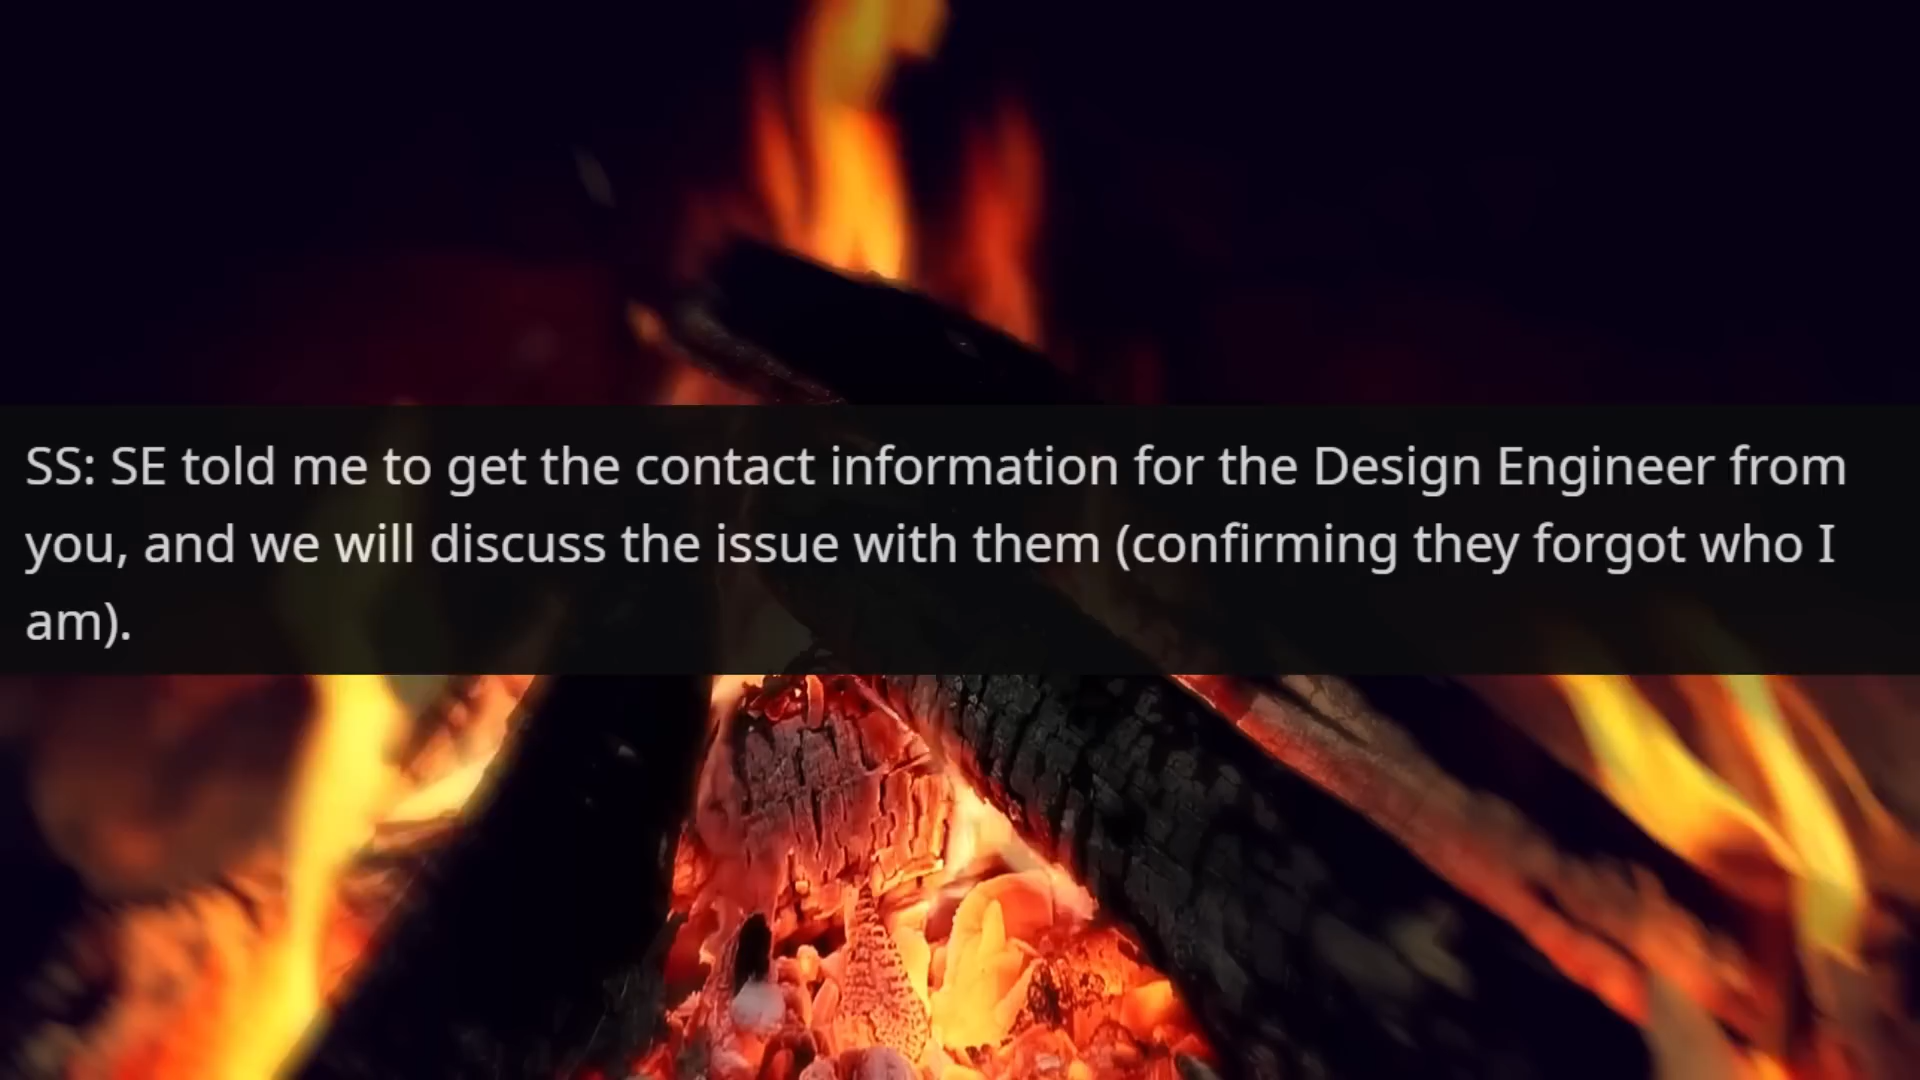 SS: SE told me to get the contact information for the Design Engineer from
you, and we will discuss the issue with them (confirming they forgot who I
am).